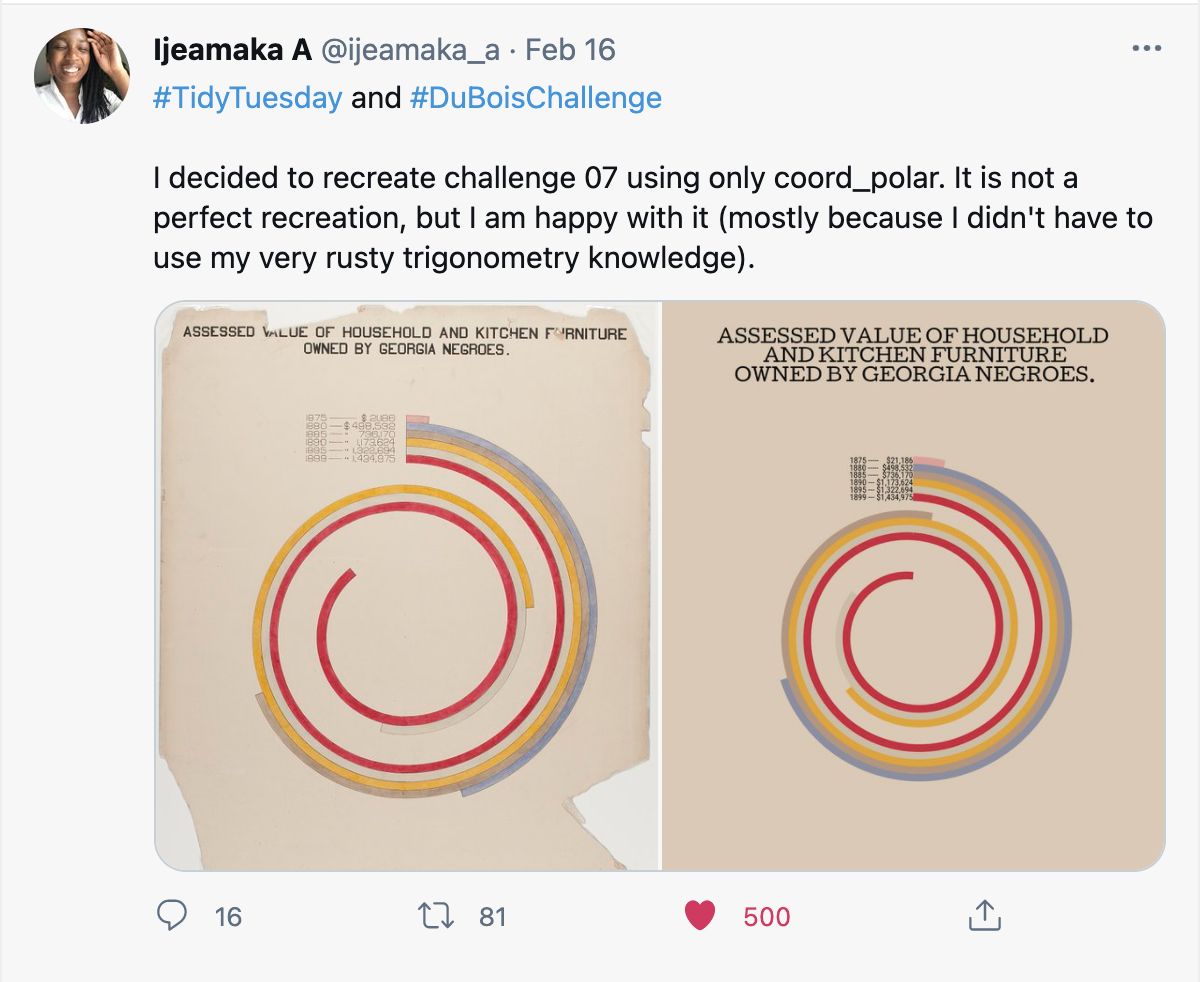 Ijeamaka A @ijeamaka_a · Feb 16
#TidyTuesday and #DuBoisChallenge
I decided to recreate challenge 07 using only coord_polar. It is not a
perfect recreation, but I am happy with it (mostly because I didn't have to
use my very rusty trigonometry knowledge).
ASSESSED VALUE OF HOUSEHOLD AND KITCHEN FURNITURE
OWNED BY GEORGIA NEGROES.
1875 — $ 21,186
1880 — $ 498,532
1885 — " 736,170
1890 — " 1,173,624
1895 — " 1,322,694
1899 — " 1,434,975
ASSESSED VALUE OF HOUSEHOLD
AND KITCHEN FURNITURE
OWNED BY GEORGIA NEGROES.
1875 — $21,186
1880 — $498,532
1885 — $736,170
1890 — $1,173,624
1895 — $1,322,694
1899 — $1,434,975
16 81 500